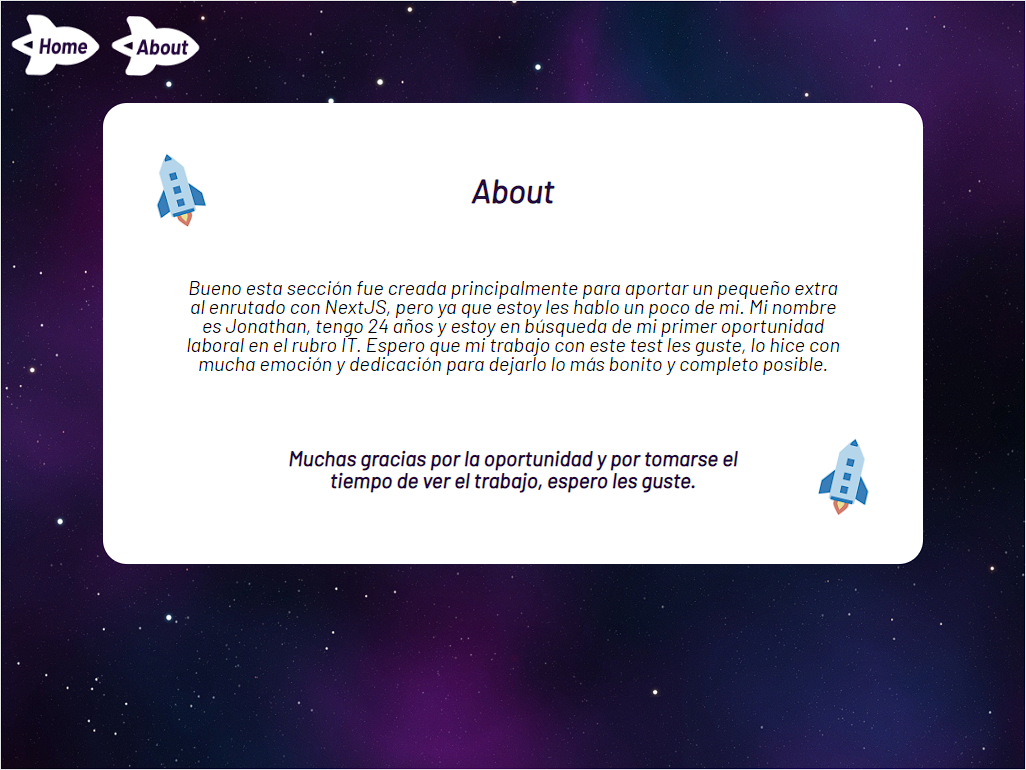 Home
About
About
Bueno esta sección fue creada principalmente para aportar un pequeño extra
al enrutado con NextJS, pero ya que estoy les hablo un poco de mi. Mi nombre
es Jonathan, tengo 24 años y estoy en búsqueda de mi primer oportunidad
laboral en el rubro IT. Espero que mi trabajo con este test les guste, lo hice con
mucha emoción y dedicación para dejarlo lo más bonito y completo posible.
Muchas gracias por la oportunidad y por tomarse el
tiempo de ver el trabajo, espero les guste.